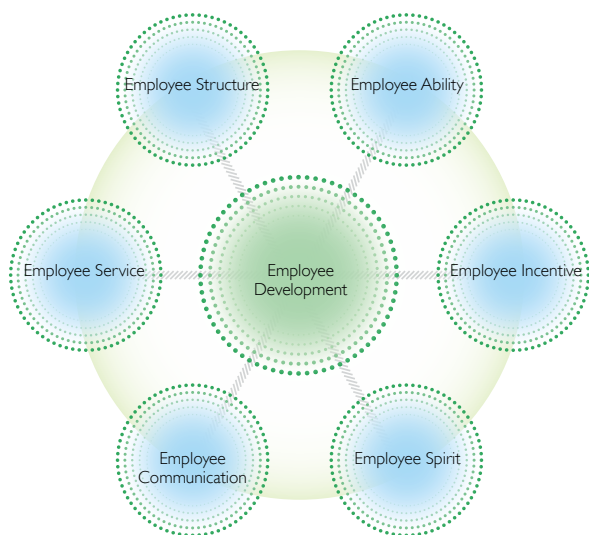 Employee Structure
Employee Ability
Employee Service
Employee
Development
Employee Incentive
Employee
Communication
Employee Spirit